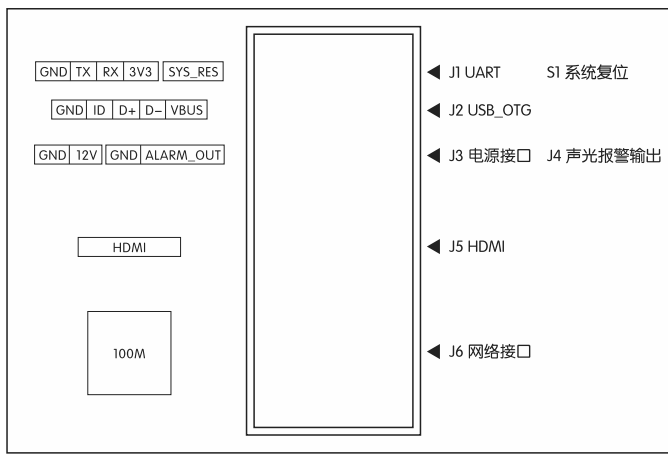 GND TX RX 3V3 SYS_RES
J1 UART S1 系统复位
GND ID D+ D- VBUS
J2 USB_OTG
GND 12V GND ALARM_OUT
J3 电源接口 J4 声光报警输出
HDMI
J5 HDMI
100M
J6 网络接口